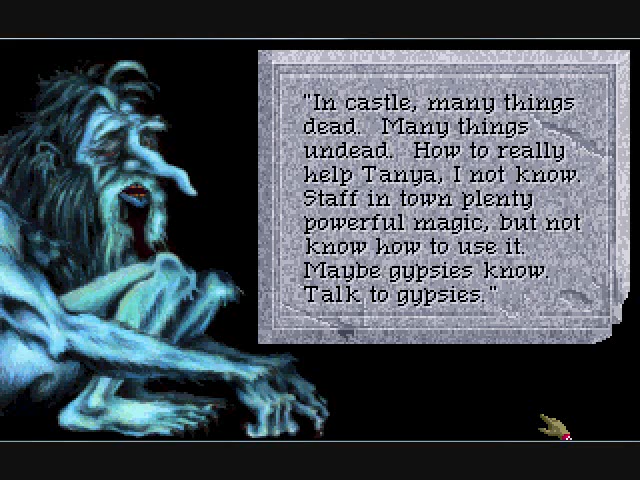 "In castle, many things
dead.  Many things
undead.  How to really
help Tanya, I not know.
Staff in town plenty
powerful magic, but not
know how to use it.
Maybe gypsies know.
Talk to gypsies."